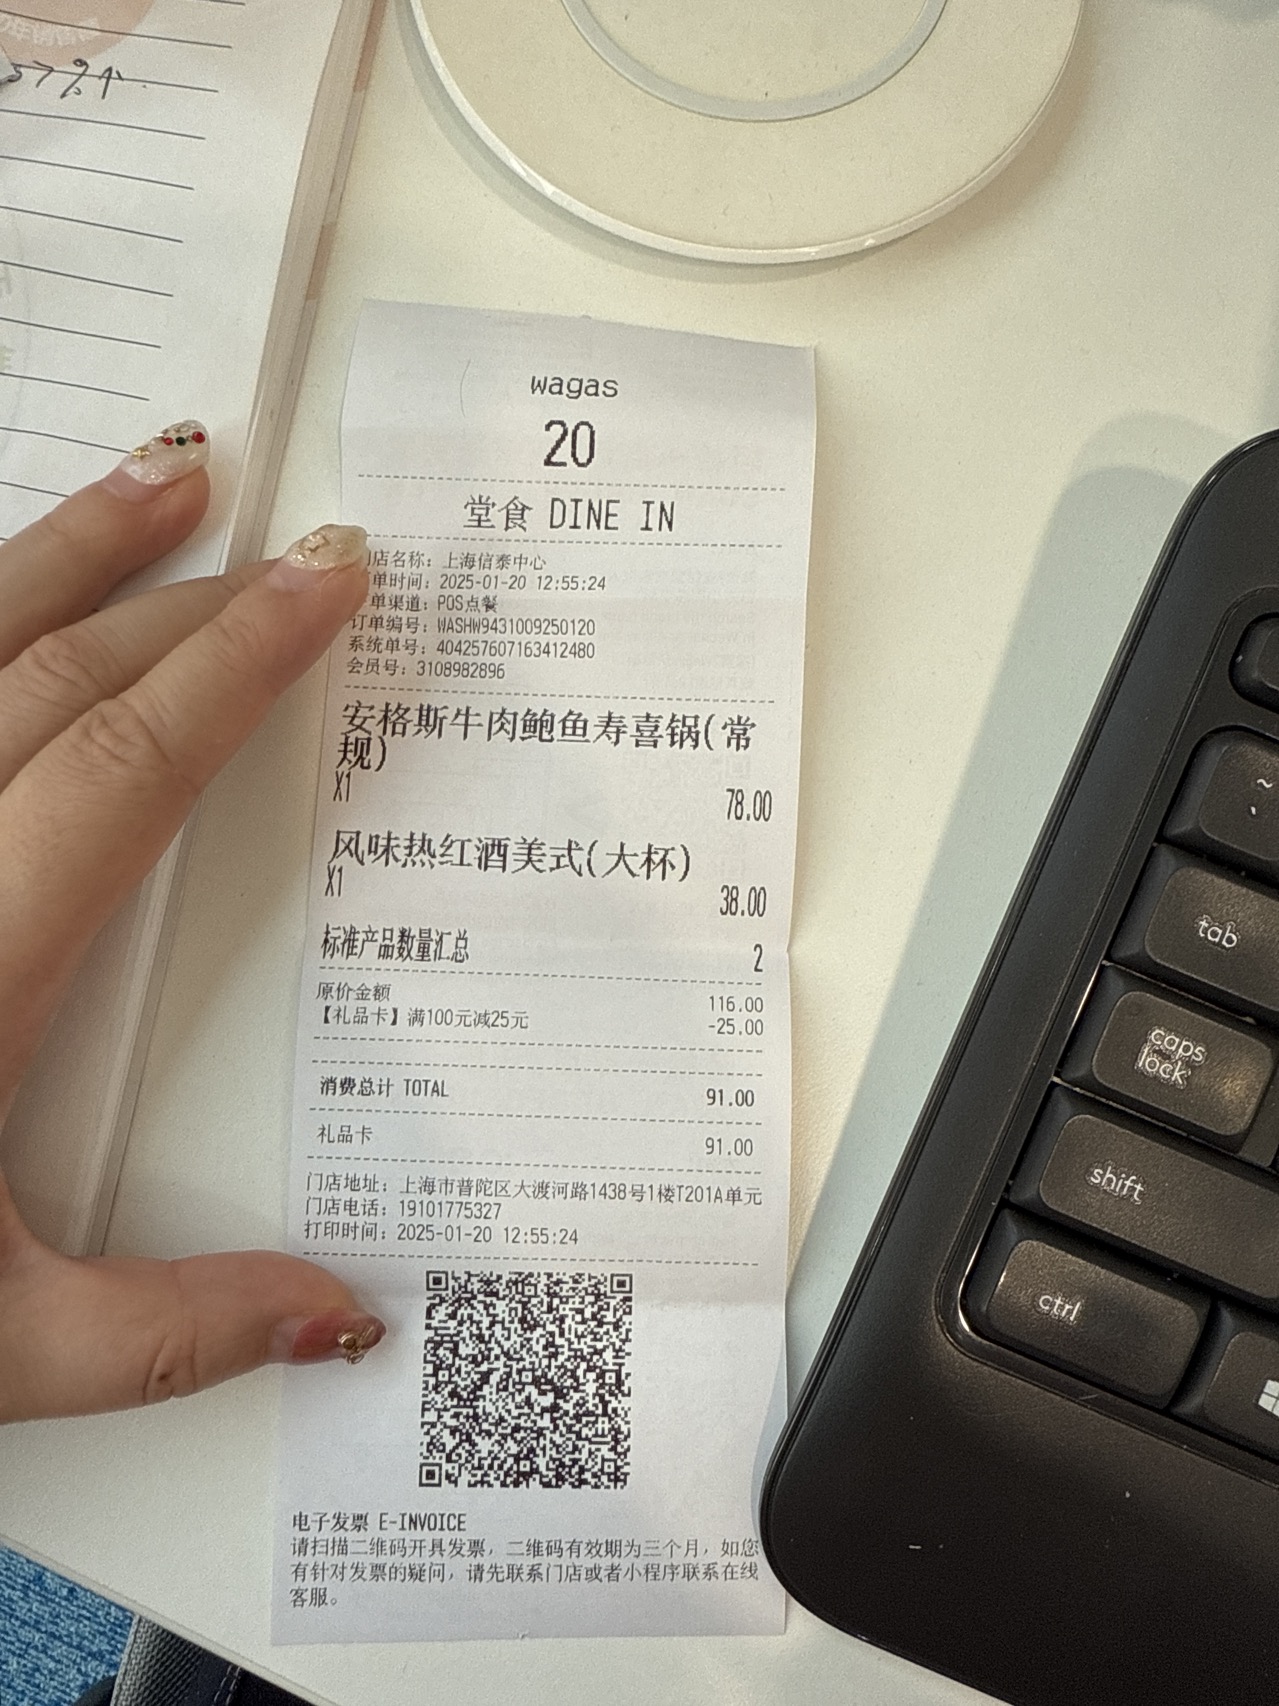 57%个
wagas
20
堂食 DINE IN
店名称：上海信泰中心
单时间：2025-01-20 12:55:24
单渠道：POS点餐
订单编号：WASHW9431009250120
系统单号：404257607163412480
会员号：3108982896
安格斯牛肉鲍鱼寿喜锅(常
规)
X1
78.00
风味热红酒美式(大杯)
X1
38.00
标准产品数量汇总 2
原价金额 116.00
【礼品卡】满100元减25元 -25.00
消费总计 TOTAL 91.00
礼品卡 91.00
门店地址：上海市普陀区大渡河路1438号1楼T201A单元
门店电话：19101775327
打印时间：2025-01-20 12:55:24
电子发票 E-INVOICE
请扫描二维码开具发票，二维码有效期为三个月，如您
有针对发票的疑问，请先联系门店或者小程序联系在线
客服。
~
`
tab
caps
lock
shift
ctrl